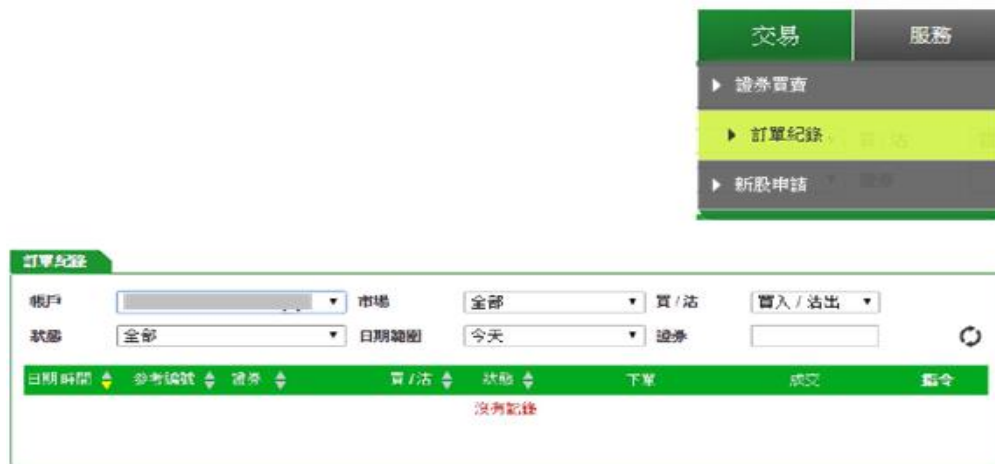 交易 服務
證券買賣
訂單紀錄
新股申請
訂單紀錄
帳戶 市場 全部 買/沽 買入/沽出
狀態 全部 日期範圍 今天 證券
日期時間 參考編號 證券 買/沽 狀態 下單 成交 指令
沒有記錄